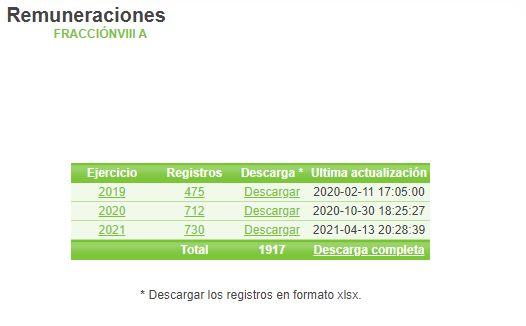 Remuneraciones
FRACCIÓNVIII A
Ejercicio Registros Descarga * Ultima actualización
2019 475 Descargar 2020-02-11 17:05:00
2020 712 Descargar 2020-10-30 18:25:27
2021 730 Descargar 2021-04-13 20:28:39
Total 1917 Descarga completa
* Descargar los registros en formato xlsx.